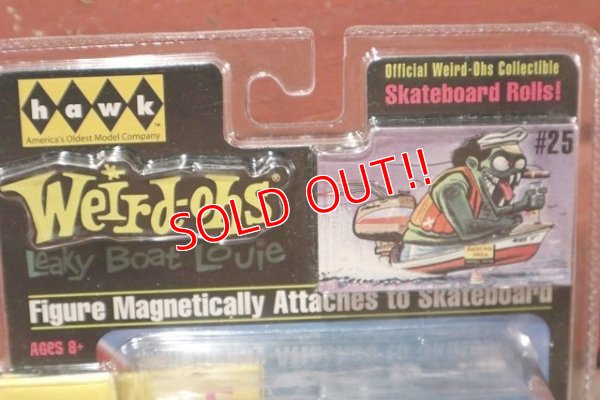 hawk™
America's Oldest Model Company
Official Weird-Ohs Collectible
Skateboard Rolls!
#25
Weird-ohs
Leaky Boat Louie
SOLD OUT!!
Figure Magnetically Attaches to Skateboard
AGES 8+